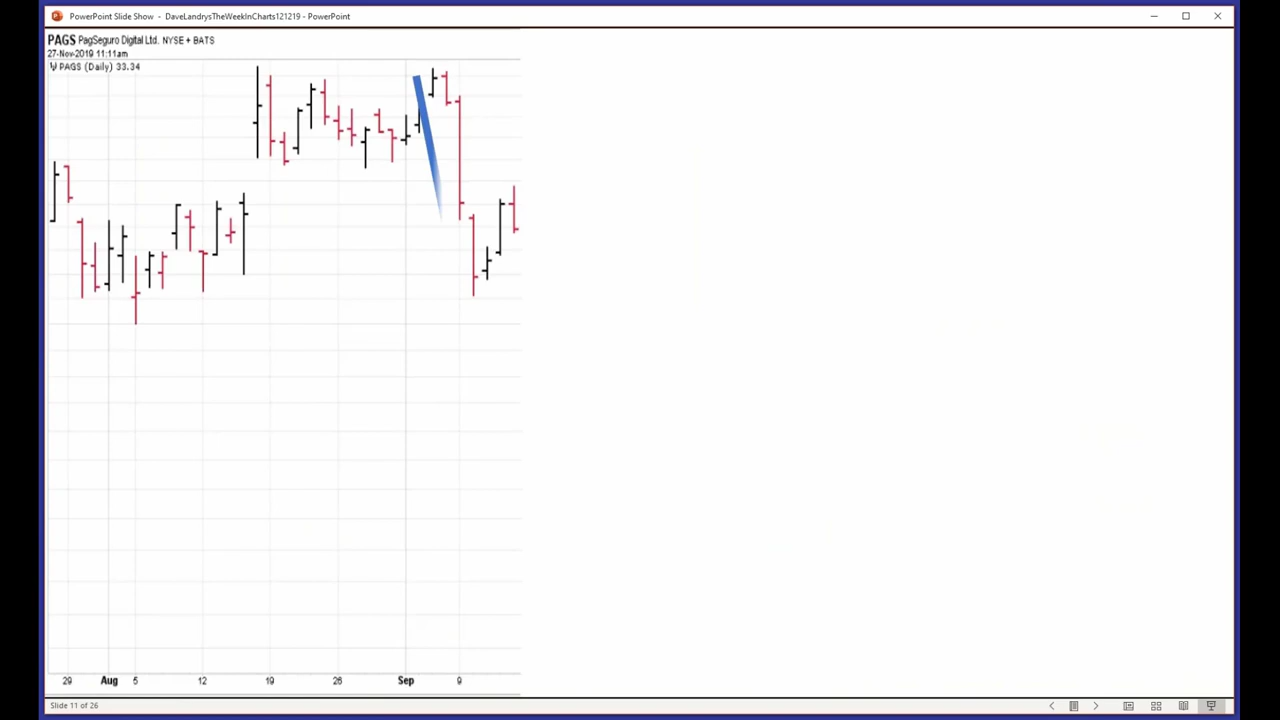 PowerPoint Slide Show - DaveLandrysTheWeekInCharts121219 - PowerPoint
PAGS PagSeguro Digital Ltd. NYSE + BATS
27-Nov-2019 11:11am
PAGS (Daily) 33.34
29 Aug 5 12 19 26 Sep 9
Slide 11 of 26